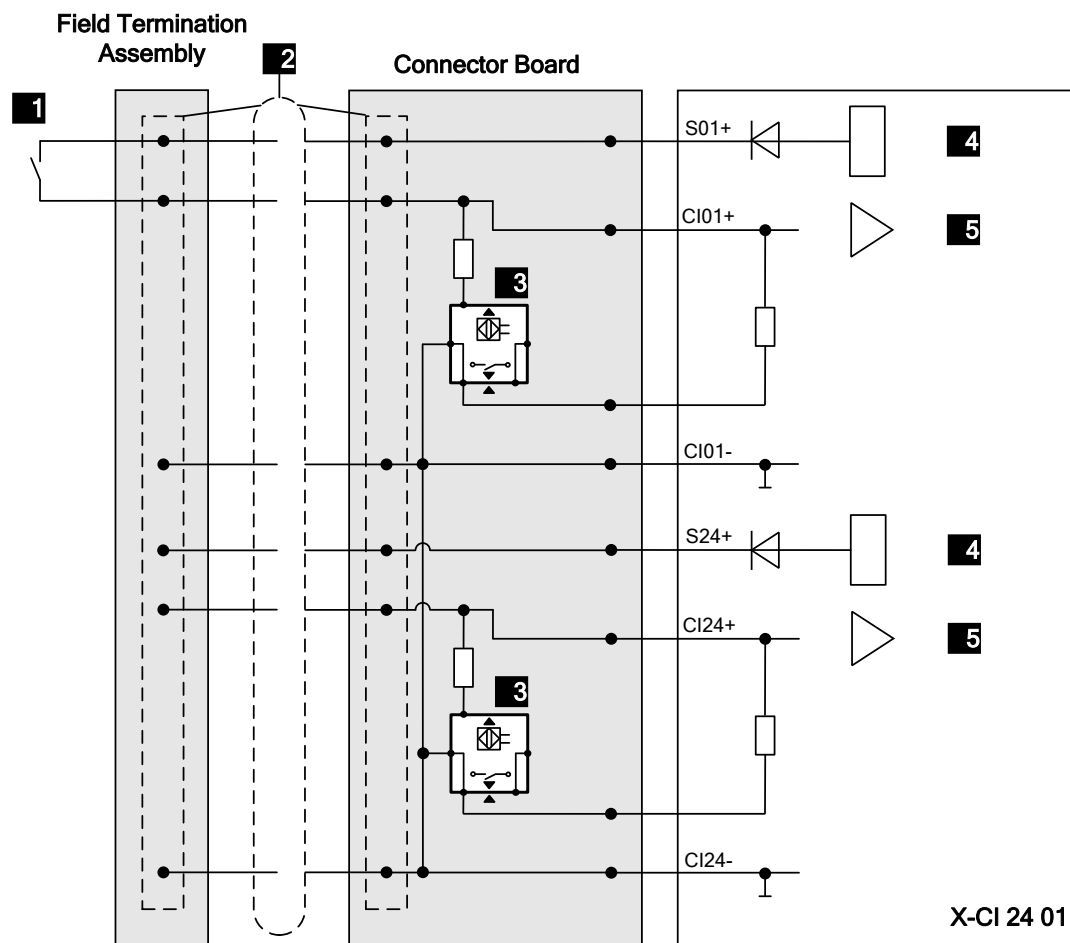 Field Termination
Assembly
2
Connector Board
1
S01+
4
CI01+
5
3
CI01-
S24+
4
CI24+
5
3
CI24-
X-CI 24 01